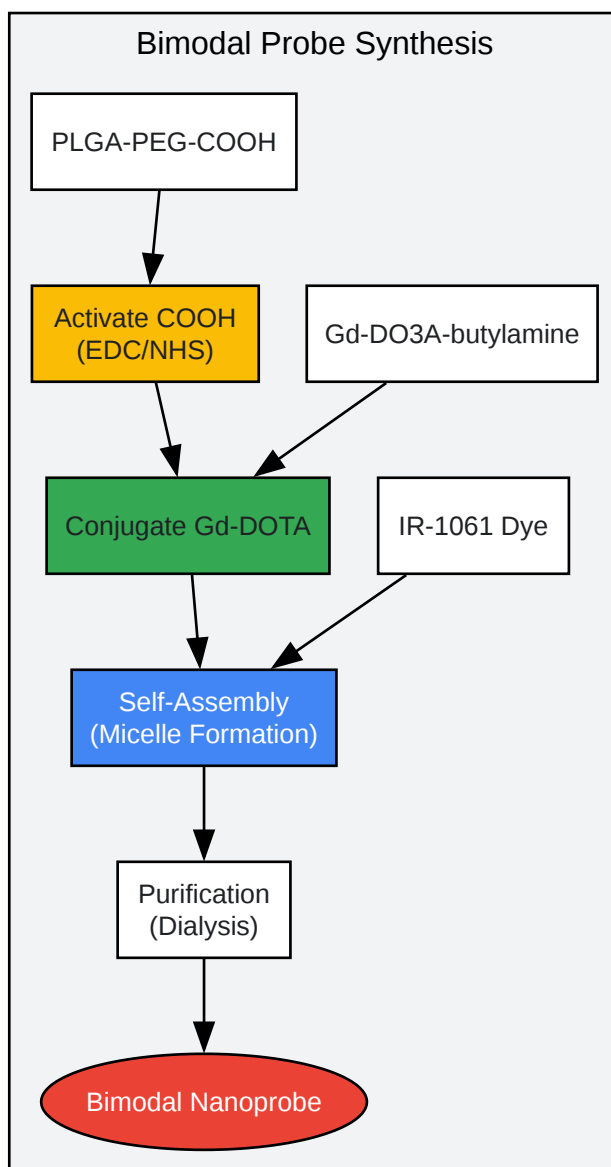 Bimodal Probe Synthesis
PLGA-PEG-COOH
Activate COOH
(EDC/NHS)
Gd-DO3A-butylamine
Conjugate Gd-DOTA
IR-1061 Dye
Self-Assembly
(Micelle Formation)
Purification
(Dialysis)
Bimodal Nanoprobe